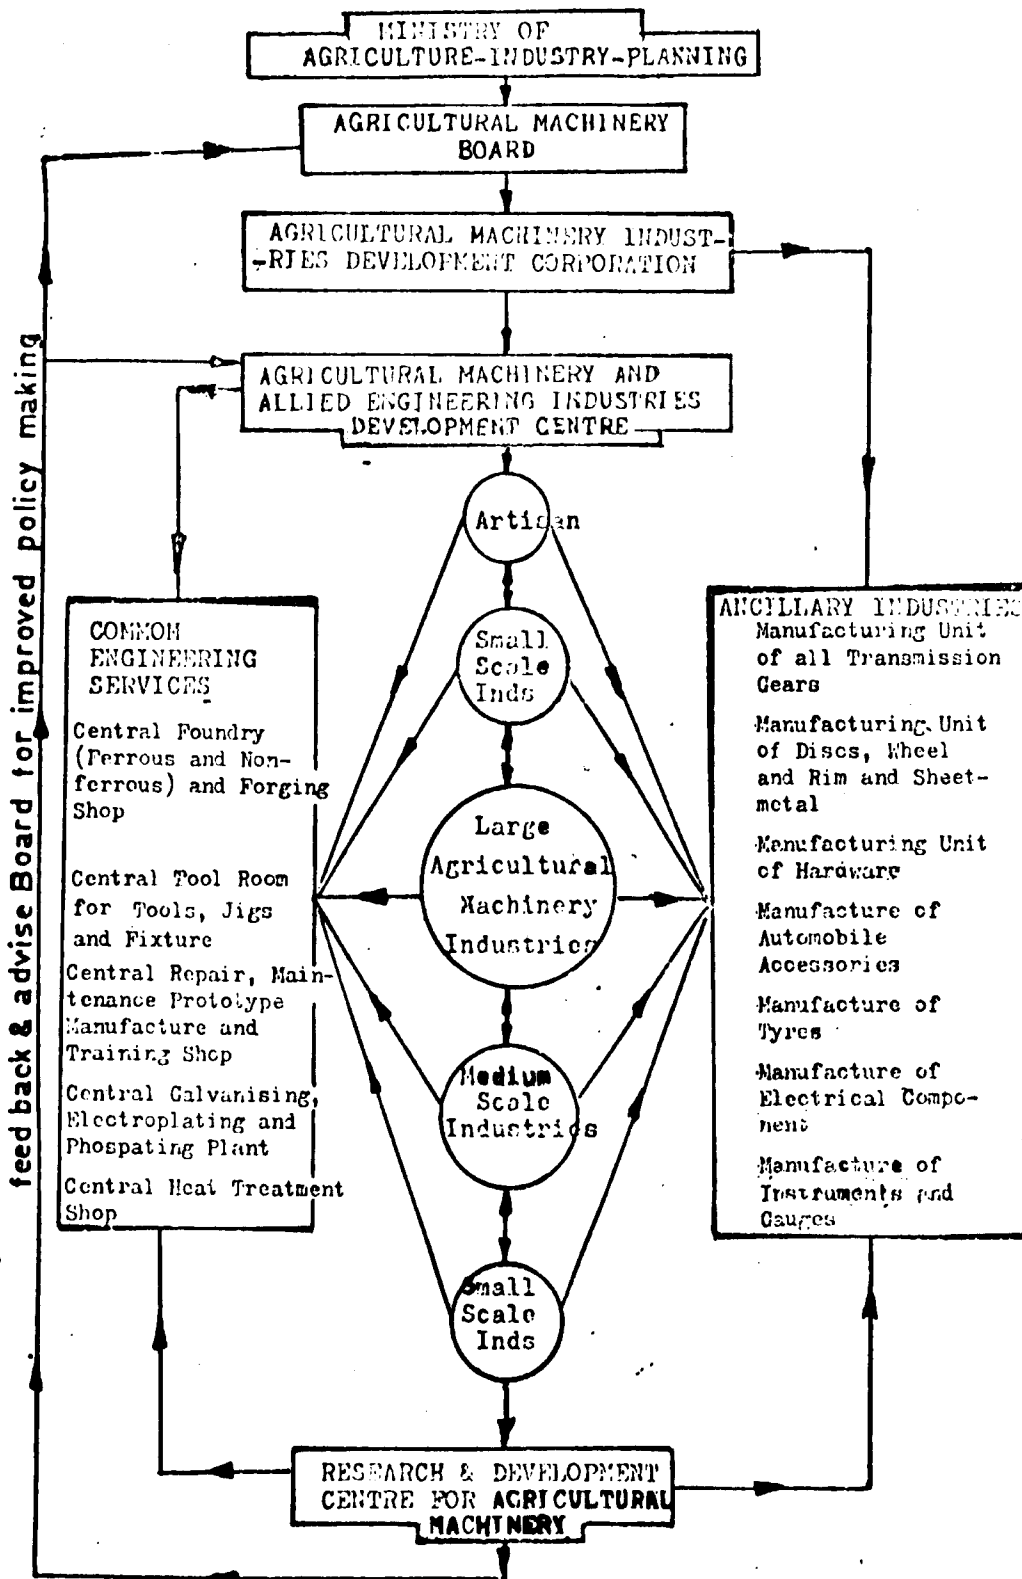 MINISTRY OF
AGRICULTURE-INDUSTRY-PLANNING
AGRICULTURAL MACHINERY
BOARD
AGRICULTURAL MACHINERY INDUST-
-RIES DEVELOPMENT CORPORATION
AGRICULTURAL MACHINERY AND
ALLIED ENGINEERING INDUSTRIES
DEVELOPMENT CENTRE
feed back & advise Board for improved policy making
Artisan
Small
Scale
Inds
Large
Agricultural
Machinery
Industries
Medium
Scale
Industries
Small
Scale
Inds
COMMON
ENGINEERING
SERVICES
Central Foundry
(Ferrous and Non-
ferrous) and Forging
Shop
Central Tool Room
for Tools, Jigs
and Fixture
Central Repair, Main-
tenance Prototype
Manufacture and
Training Shop
Central Galvanising,
Electroplating and
Phospating Plant
Central Heat Treatment
Shop
ANCILLARY INDUSTRIES
Manufacturing Unit
of all Transmission
Gears
Manufacturing Unit
of Discs, Wheel
and Rim and Sheet-
metal
Manufacturing Unit
of Hardware
Manufacture of
Automobile
Accessories
Manufacture of
Tyres
Manufacture of
Electrical Compo-
nent
Manufacture of
Instruments and
Gauges
RESEARCH & DEVELOPMENT
CENTRE FOR AGRICULTURAL
MACHINERY